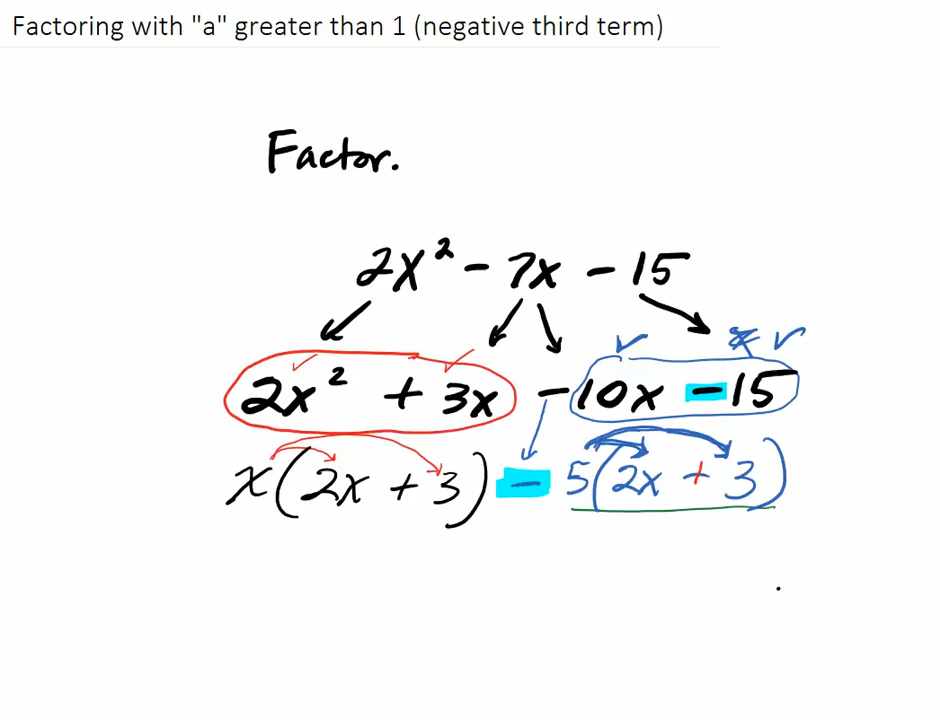 Factoring with "a" greater than 1 (negative third term)
Factor.
2x² - 7x - 15
2x² + 3x - 10x - 15
x(2x + 3) - 5(2x + 3)